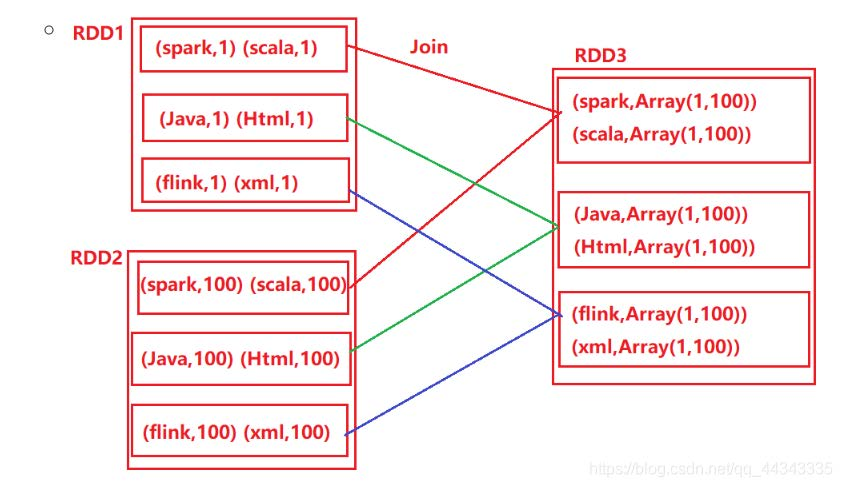 RDD1
(spark,1) (scala,1)
(Java,1) (Html,1)
(flink,1) (xml,1)
Join
RDD2
(spark,100) (scala,100)
(Java,100) (Html,100)
(flink,100) (xml,100)
RDD3
(spark,Array(1,100))
(scala,Array(1,100))
(Java,Array(1,100))
(Html,Array(1,100))
(flink,Array(1,100))
(xml,Array(1,100))
https://blog.csdn.net/qq_44343335